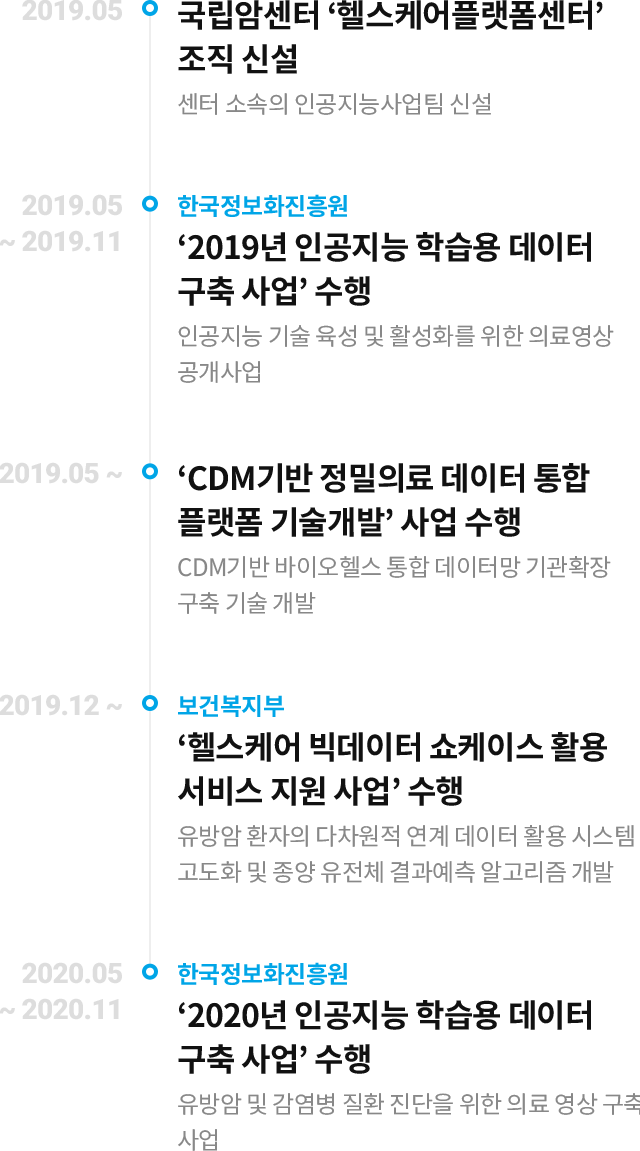 2019.05
국립암센터 ‘헬스케어플랫폼센터’
조직 신설
센터 소속의 인공지능사업팀 신설
2019.05
~ 2019.11
한국정보화진흥원
‘2019년 인공지능 학습용 데이터
구축 사업’ 수행
인공지능 기술 육성 및 활성화를 위한 의료영상
공개사업
2019.05 ~
‘CDM기반 정밀의료 데이터 통합
플랫폼 기술개발’ 사업 수행
CDM기반 바이오헬스 통합 데이터망 기관확장
구축 기술 개발
2019.12 ~
보건복지부
‘헬스케어 빅데이터 쇼케이스 활용
서비스 지원 사업’ 수행
유방암 환자의 다차원적 연계 데이터 활용 시스템
고도화 및 종양 유전체 결과예측 알고리즘 개발
2020.05
~ 2020.11
한국정보화진흥원
‘2020년 인공지능 학습용 데이터
구축 사업’ 수행
유방암 및 감염병 질환 진단을 위한 의료 영상 구축
사업